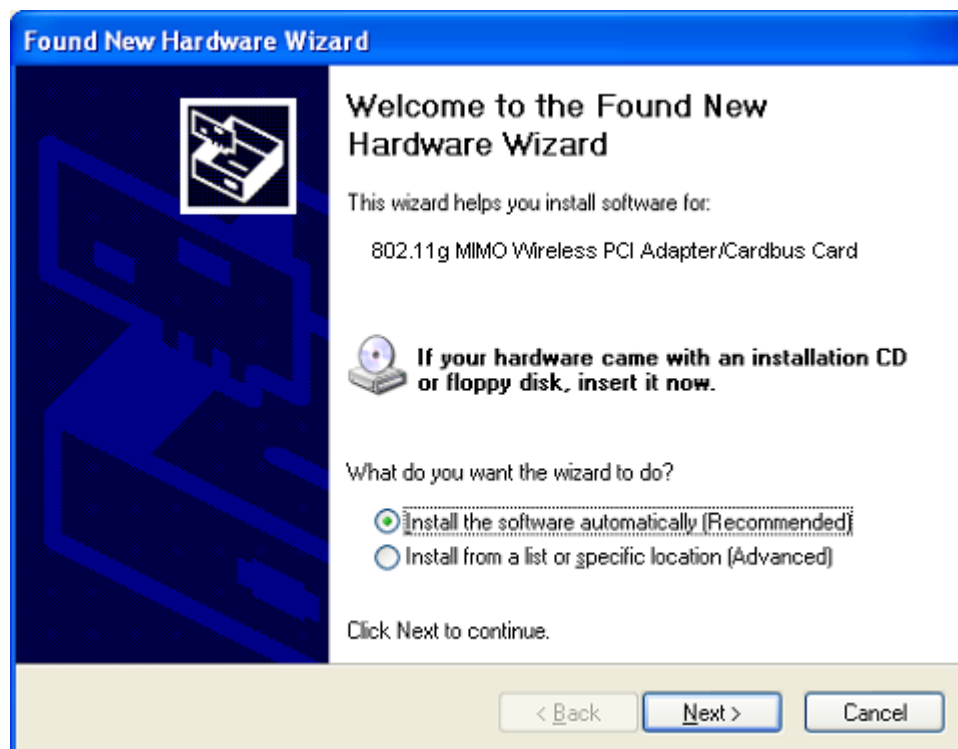 Found New Hardware Wizard
Welcome to the Found New
Hardware Wizard
This wizard helps you install software for:
802.11g MIMO Wireless PCI Adapter/Cardbus Card
If your hardware came with an installation CD
or floppy disk, insert it now.
What do you want the wizard to do?
Install the software automatically (Recommended)
Install from a list or specific location (Advanced)
Click Next to continue.
< Back Next > Cancel